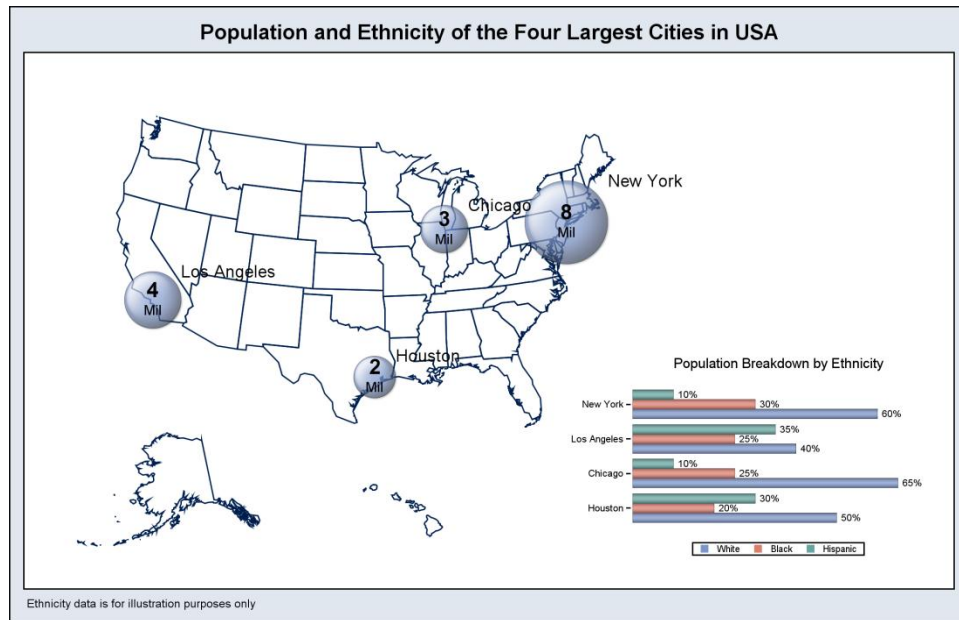 Population and Ethnicity of the Four Largest Cities in USA
New York
8
Mil
Chicago
3
Mil
Los Angeles
4
Mil
Houston
2
Mil
Population Breakdown by Ethnicity
New York
10%
30%
60%
Los Angeles
35%
25%
40%
Chicago
10%
25%
65%
Houston
30%
20%
50%
White Black Hispanic
Ethnicity data is for illustration purposes only